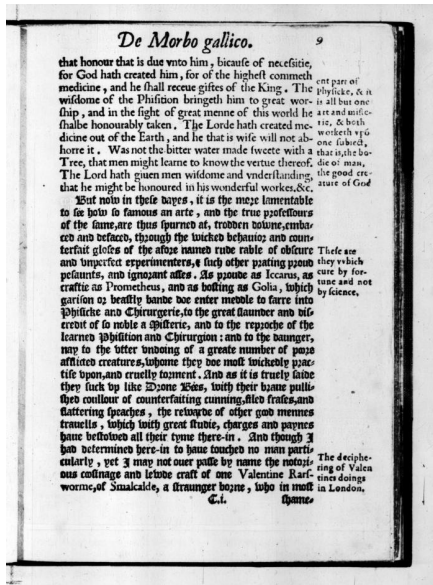 De Morbo gallico.
9
that honour that is due vnto him, bicause of necessitie,
for God hath created him, for of the highest commeth
medicine, and he shall receue giftes of the King. The
wisdome of the Phisition bringeth him to great wor-
ship, and in the sight of great menne of this world he
shalbe honourably taken. The Lorde hath created me-
dicine out of the Earth, and he that is wise will not ab-
horre it. Was not the bitter water made sweete with a
Tree, that men might learne to know the vertue thereof,
The Lord hath giuen men wisdome and vnderstanding,
that he might be honoured in his wonderful workes,&c.
But now in these dayes, it is the more lamentable
to see how so famous an arte, and the true professours
of the same,are thus spurned at, trodden downe,emba-
ced and defaced, through the wicked behauior and coun-
terfait gloses of the afore named rude rable of obscure
and vnperfect experimenters,& such other prating proud
pesaunts, and ignorant asses. As proude as Iccarus, as
craftie as Prometheus, and as bosting as Golia, which
garison or beastly bande doe enter meddle to farre into
Phisicke and Chirurgerie,to the great slaunder and dis-
credit of so noble a Misterie, and to the reproche of the
learned Phisition and Chirurgion: and to the daunger,
nay to the vtter vndoing of a greate number of pore
afflicted creatures,whome they doe most wickedly prac-
tise vpon,and cruelly torment. And as it is truely saide
they suck vp like Drone Bees, with their braue pulli-
shed coullour of counterfaiting cunning,filed frases,and
flattering speaches, the rewarde of other god mennes
trauells, which with great studie, charges and paynes
haue bestowed all their tyme there-in. And though I
had determined here-in to haue touched no man parti-
cularly, yet I may not ouer passe by name the notori-
ous cosinage and lewde craft of one Valentine Rars-
worme,of Smalcalde, a straunger borne, who in most
C.i.
shame-
ent part of
Physicke, & it
is all but one
art and miste-
rie, & both
worketh vpõ
one subiect,
that is,the bo-
die of man,
the good cre-
ature of God
These are
they vvhich
cure by for-
tune and not
by science,
The deciphe-
ring of Valen
tines doings
in London.